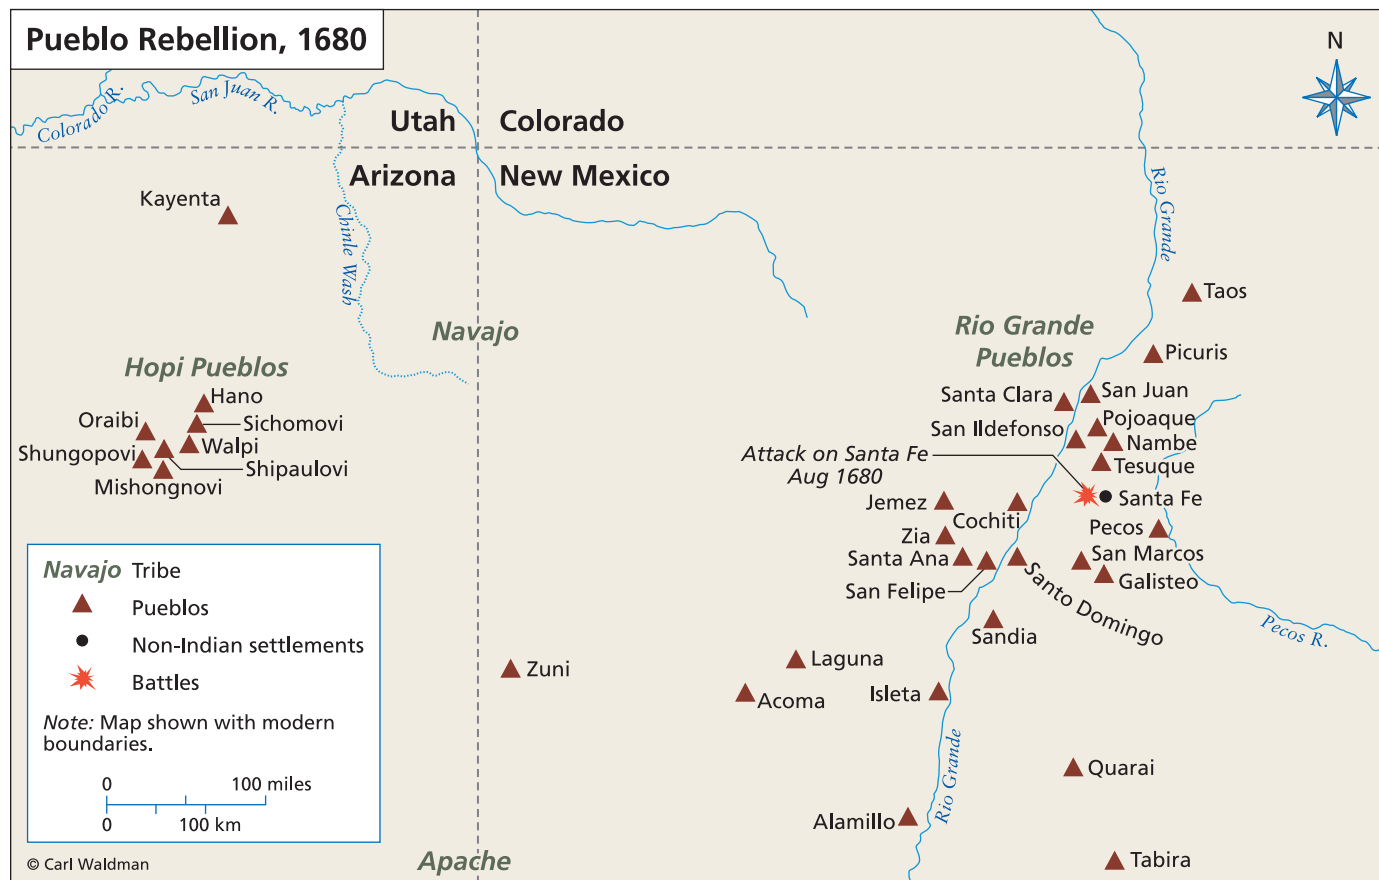 Pueblo Rebellion, 1680
N
Colorado R.
San Juan R.
Utah
Colorado
Arizona
New Mexico
Chinle Wash
Rio Grande
Kayenta
Navajo
Taos
Rio Grande
Pueblos
Picuris
Hopi Pueblos
Hano
Oraibi
Sichomovi
Walpi
Shungopovi
Shipaulovi
Mishongnovi
Santa Clara
San Juan
Pojoaque
San Ildefonso
Nambe
Attack on Santa Fe
Aug 1680
Tesuque
Santa Fe
Jemez
Cochiti
Pecos
Zia
Santa Ana
San Marcos
San Felipe
Galisteo
Santo Domingo
Sandia
Pecos R.
Zuni
Laguna
Acoma
Isleta
Rio Grande
Quarai
Alamillo
Tabira
Apache
Navajo Tribe
Pueblos
Non-Indian settlements
Battles
Note: Map shown with modern
boundaries.
0 100 miles
0 100 km
© Carl Waldman